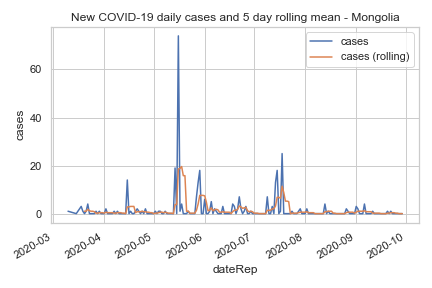 New COVID-19 daily cases and 5 day rolling mean - Mongolia
cases
cases (rolling)
cases
60
40
20
0
2020-03
2020-04
2020-05
2020-06
2020-07
2020-08
2020-09
2020-10
dateRep